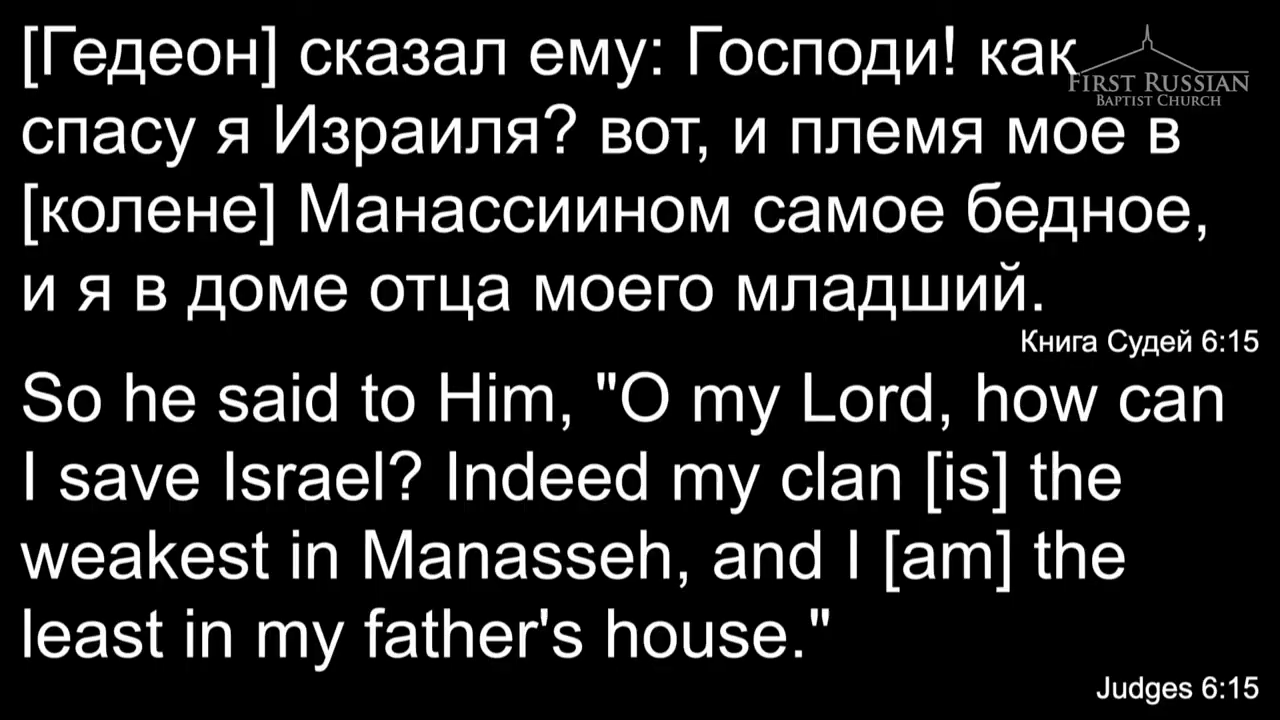 [Гедеон] сказал ему: Господи! как
FIRST RUSSIAN
BAPTIST CHURCH
спасу я Израиля? вот, и племя мое в
[колене] Манассиином самое бедное,
и я в доме отца моего младший.
Книга Судей 6:15
So he said to Him, "O my Lord, how can
I save Israel? Indeed my clan [is] the
weakest in Manasseh, and I [am] the
least in my father's house."
Judges 6:15